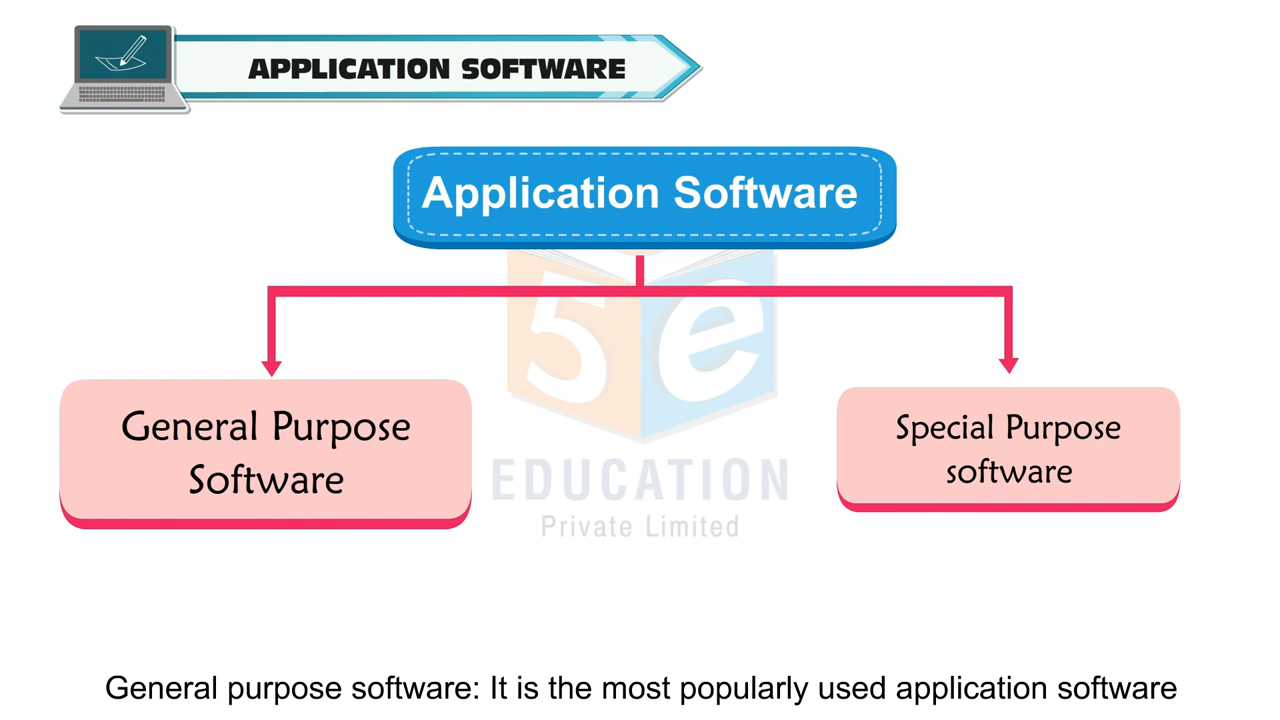 APPLICATION SOFTWARE
Application Software
General Purpose
Software
Special Purpose
software
5e
EDUCATION
Private Limited
General purpose software: It is the most popularly used application software